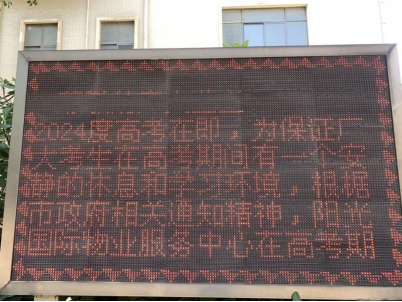 2024度高考在即，为保证广
大考生在高考期间有一个安
静的休息和学习环境，根据
市政府相关通知精神，阳光
国际物业服务中心在高考期